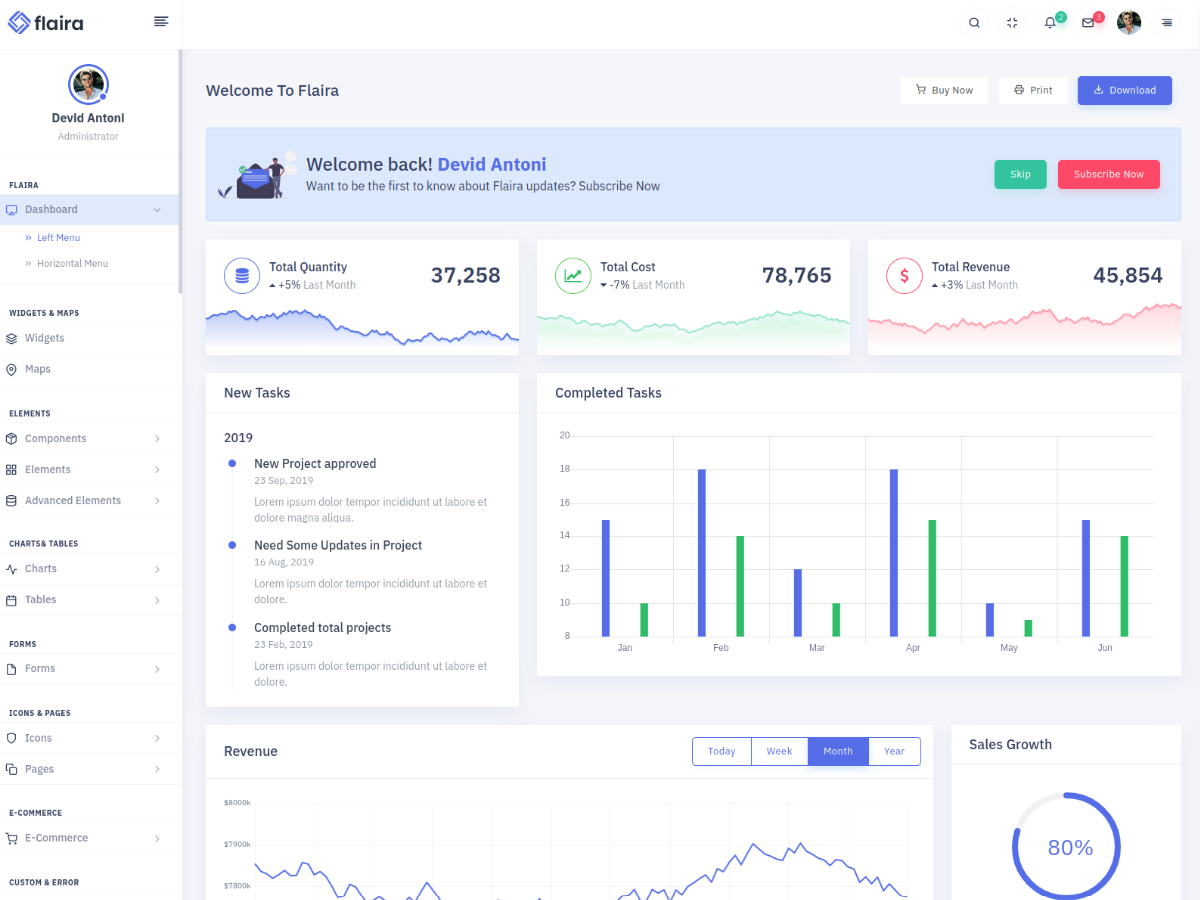 flaira
2
3
Devid Antoni
Administrator
FLAIRA
Dashboard
Left Menu
Horizontal Menu
WIDGETS & MAPS
Widgets
Maps
ELEMENTS
Components
Elements
Advanced Elements
CHARTS& TABLES
Charts
Tables
FORMS
Forms
ICONS & PAGES
Icons
Pages
E-COMMERCE
E-Commerce
CUSTOM & ERROR
Welcome To Flaira
Buy Now
Print
Download
Welcome back! Devid Antoni
Want to be the first to know about Flaira updates? Subscribe Now
Skip
Subscribe Now
Total Quantity
+5% Last Month
37,258
Total Cost
-7% Last Month
78,765
Total Revenue
+3% Last Month
45,854
New Tasks
2019
New Project approved
23 Sep, 2019
Lorem ipsum dolor tempor incididunt ut labore et
dolore magna aliqua.
Need Some Updates in Project
16 Aug, 2019
Lorem ipsum dolor tempor incididunt ut labore et
dolore.
Completed total projects
23 Feb, 2019
Lorem ipsum dolor tempor incididunt ut labore et
dolore.
Completed Tasks
20
18
16
14
12
10
8
Jan Feb Mar Apr May Jun
Revenue
Today Week Month Year
$8000k
$7900k
$7800k
Sales Growth
80%